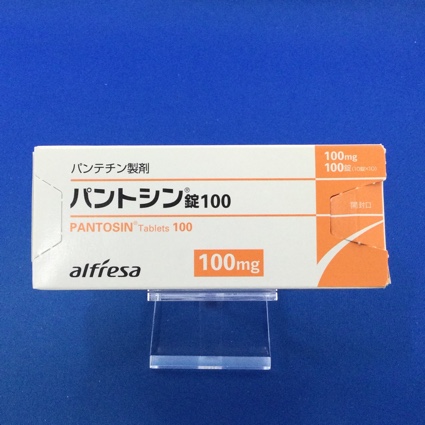 パンテチン製剤
パントシン®錠100
PANTOSIN® Tablets 100
alfresa
100mg
100mg
100錠
開封口